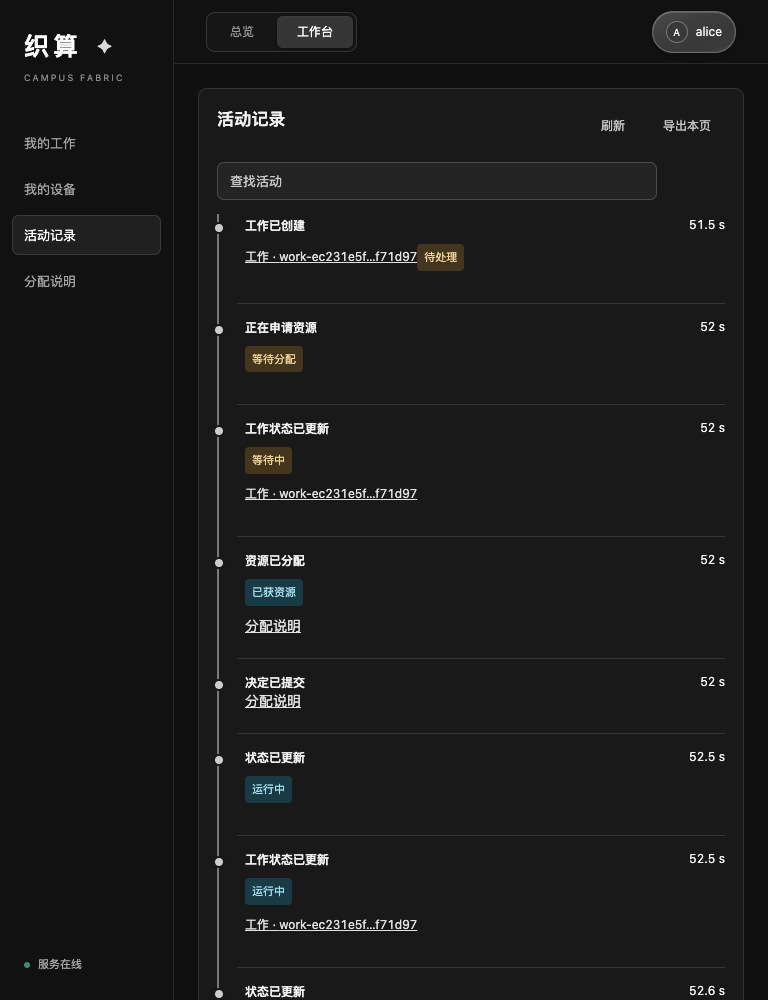 织算
CAMPUS FABRIC
总览
工作台
A alice
我的工作
我的设备
活动记录
分配说明
服务在线
活动记录
刷新
导出本页
查找活动
工作已创建 51.5 s
工作 · work-ec231e5f…f71d97 待处理
正在申请资源 52 s
等待分配
工作状态已更新 52 s
等待中
工作 · work-ec231e5f…f71d97
资源已分配 52 s
已获资源
分配说明
决定已提交 52 s
分配说明
状态已更新 52.5 s
运行中
工作状态已更新 52.5 s
运行中
工作 · work-ec231e5f…f71d97
状态已更新 52.6 s